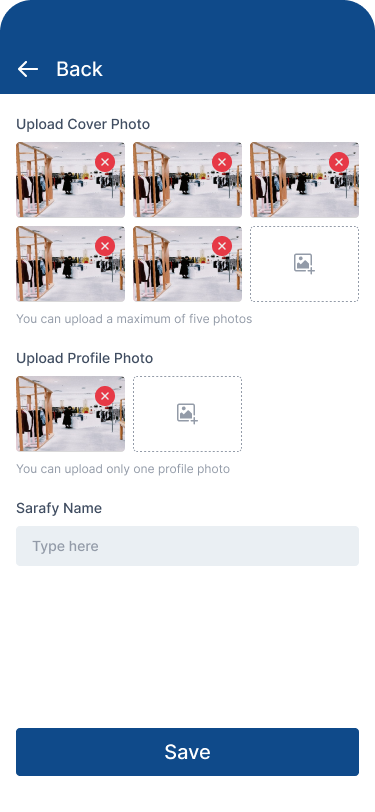 Back
Upload Cover Photo
You can upload a maximum of five photos
Upload Profile Photo
You can upload only one profile photo
Sarafy Name
Type here
Save